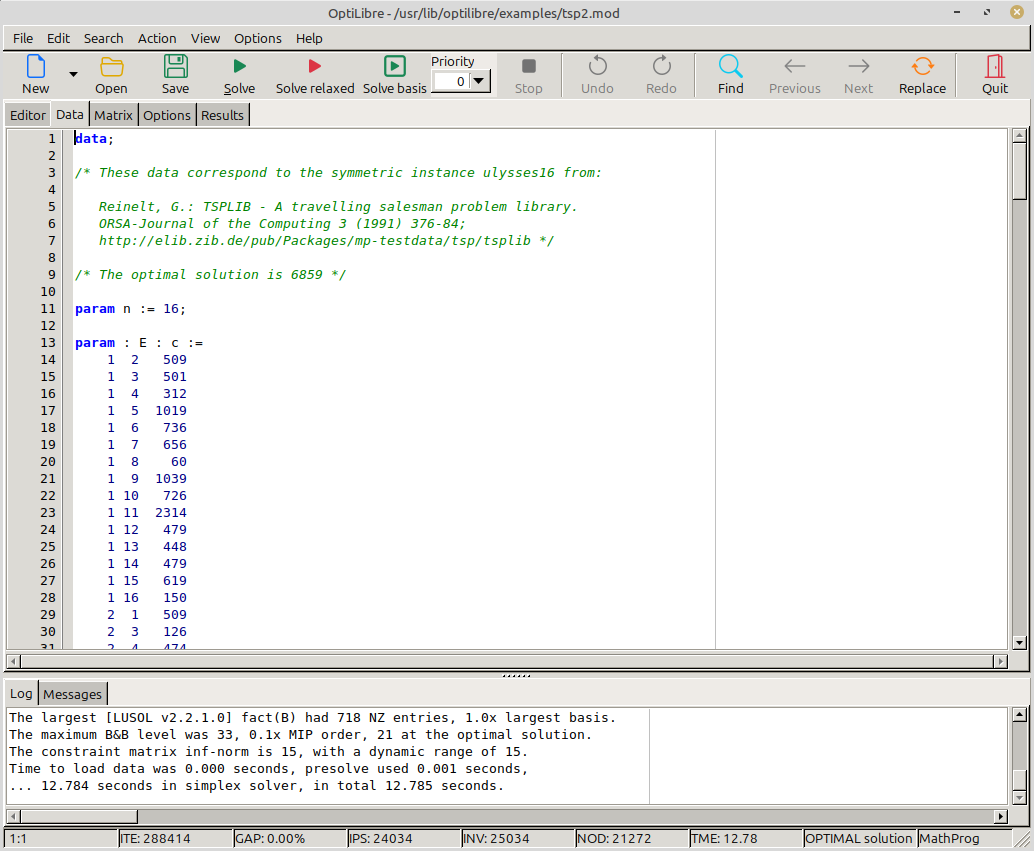 OptiLibre - /usr/lib/optilibre/examples/tsp2.mod
File Edit Search Action View Options Help
New Open Save Solve Solve relaxed Solve basis Priority 0 Stop Undo Redo Find Previous Next Replace Quit
Editor Data Matrix Options Results
1 data;
2
3 /* These data correspond to the symmetric instance ulysses16 from:
4
5 Reinelt, G.: TSPLIB - A travelling salesman problem library.
6 ORSA-Journal of the Computing 3 (1991) 376-84;
7 http://elib.zib.de/pub/Packages/mp-testdata/tsp/tsplib */
8
9 /* The optimal solution is 6859 */
10
11 param n := 16;
12
13 param : E : c :=
14 1 2 509
15 1 3 501
16 1 4 312
17 1 5 1019
18 1 6 736
19 1 7 656
20 1 8 60
21 1 9 1039
22 1 10 726
23 1 11 2314
24 1 12 479
25 1 13 448
26 1 14 479
27 1 15 619
28 1 16 150
29 2 1 509
30 2 3 126
31 2 4 474
Log Messages
The largest [LUSOL v2.2.1.0] fact(B) had 718 NZ entries, 1.0x largest basis.
The maximum B&B level was 33, 0.1x MIP order, 21 at the optimal solution.
The constraint matrix inf-norm is 15, with a dynamic range of 15.
Time to load data was 0.000 seconds, presolve used 0.001 seconds,
... 12.784 seconds in simplex solver, in total 12.785 seconds.
1:1 ITE: 288414 GAP: 0.00% IPS: 24034 INV: 25034 NOD: 21272 TME: 12.78 OPTIMAL solution MathProg